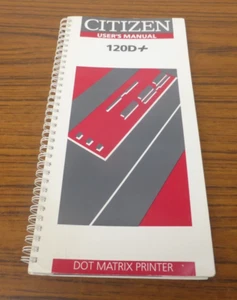 CITIZEN
USER'S MANUAL
120D+
DOT MATRIX PRINTER